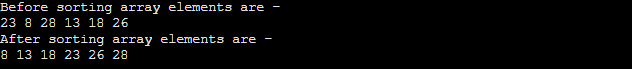 Before sorting array elements are -
23 8 28 13 18 26
After sorting array elements are -
8 13 18 23 26 28